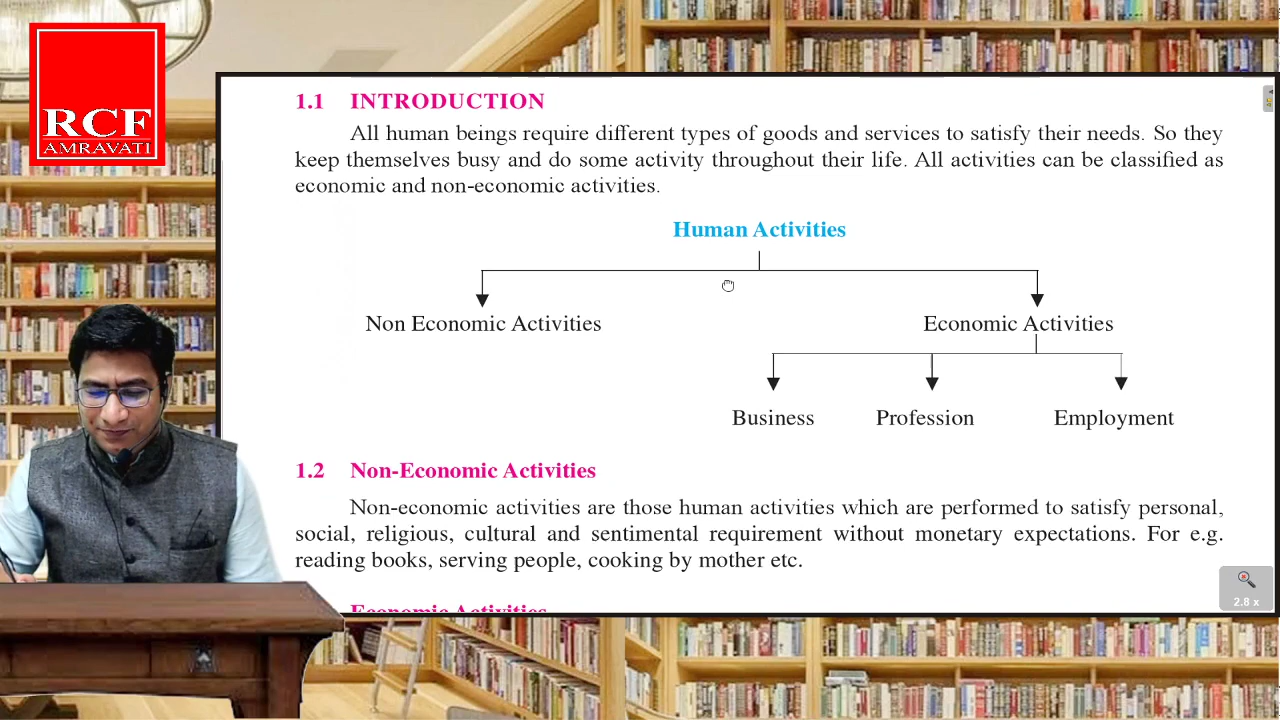 RCF
AMRAVATI
1.1 INTRODUCTION
All human beings require different types of goods and services to satisfy their needs. So they
keep themselves busy and do some activity throughout their life. All activities can be classified as
economic and non-economic activities.
Human Activities
Non Economic Activities
Economic Activities
Business
Profession
Employment
1.2 Non-Economic Activities
Non-economic activities are those human activities which are performed to satisfy personal,
social, religious, cultural and sentimental requirement without monetary expectations. For e.g.
reading books, serving people, cooking by mother etc.
Economic Activities
2.8 x